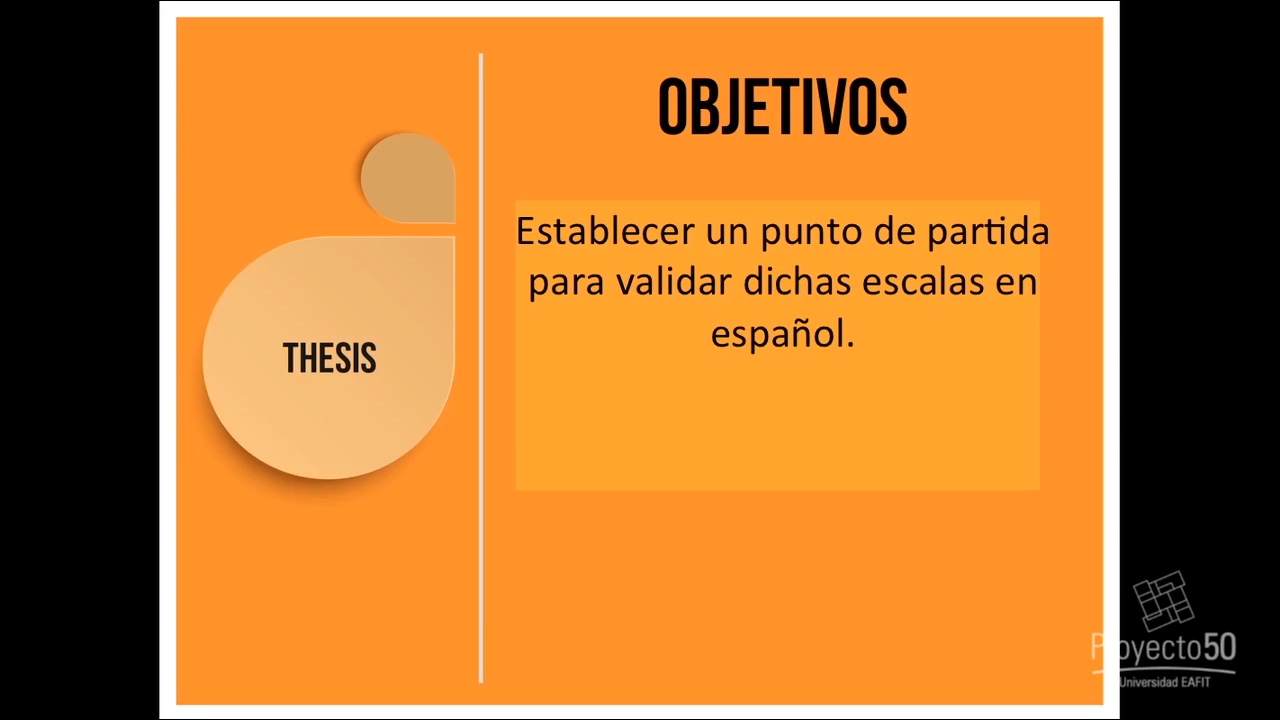 OBJETIVOS
Establecer un punto de partida
para validar dichas escalas en
español.
THESIS
Proyecto50
Universidad EAFIT